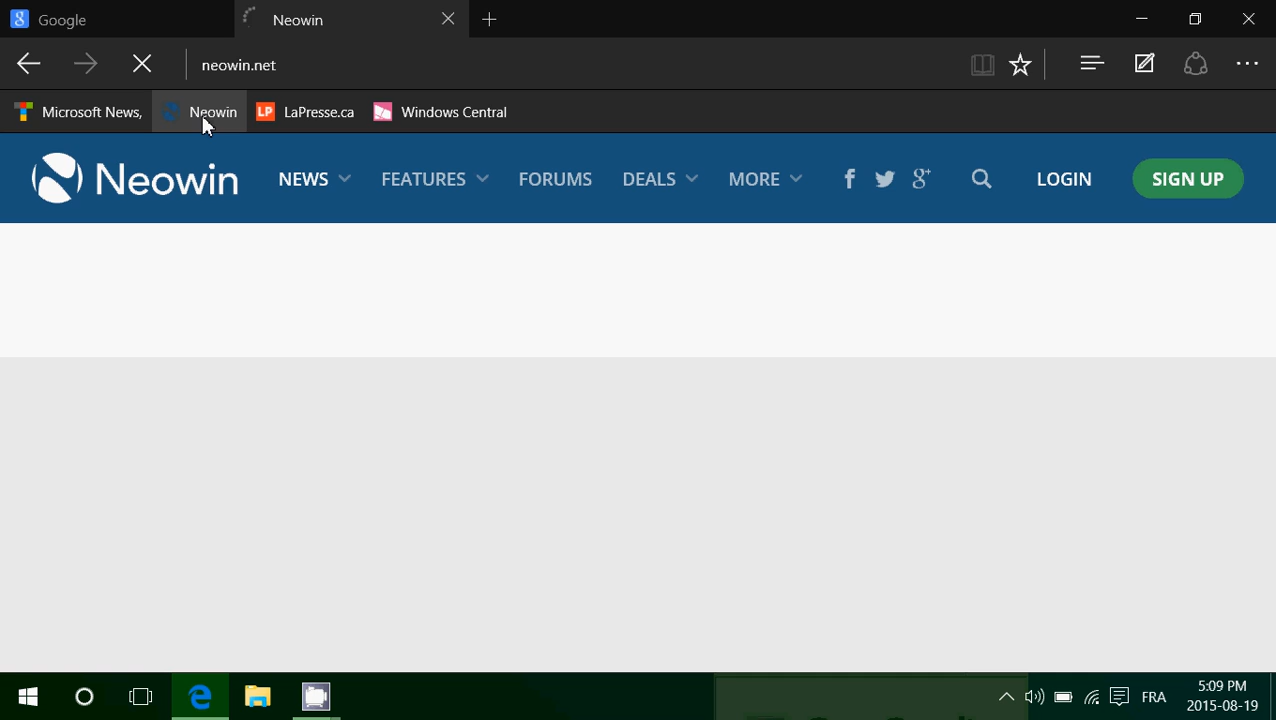 Google
Neowin
neowin.net
Microsoft News,
Neowin
LaPresse.ca
Windows Central
Neowin
NEWS
FEATURES
FORUMS
DEALS
MORE
LOGIN
SIGN UP
FRA
5:09 PM
2015-08-19